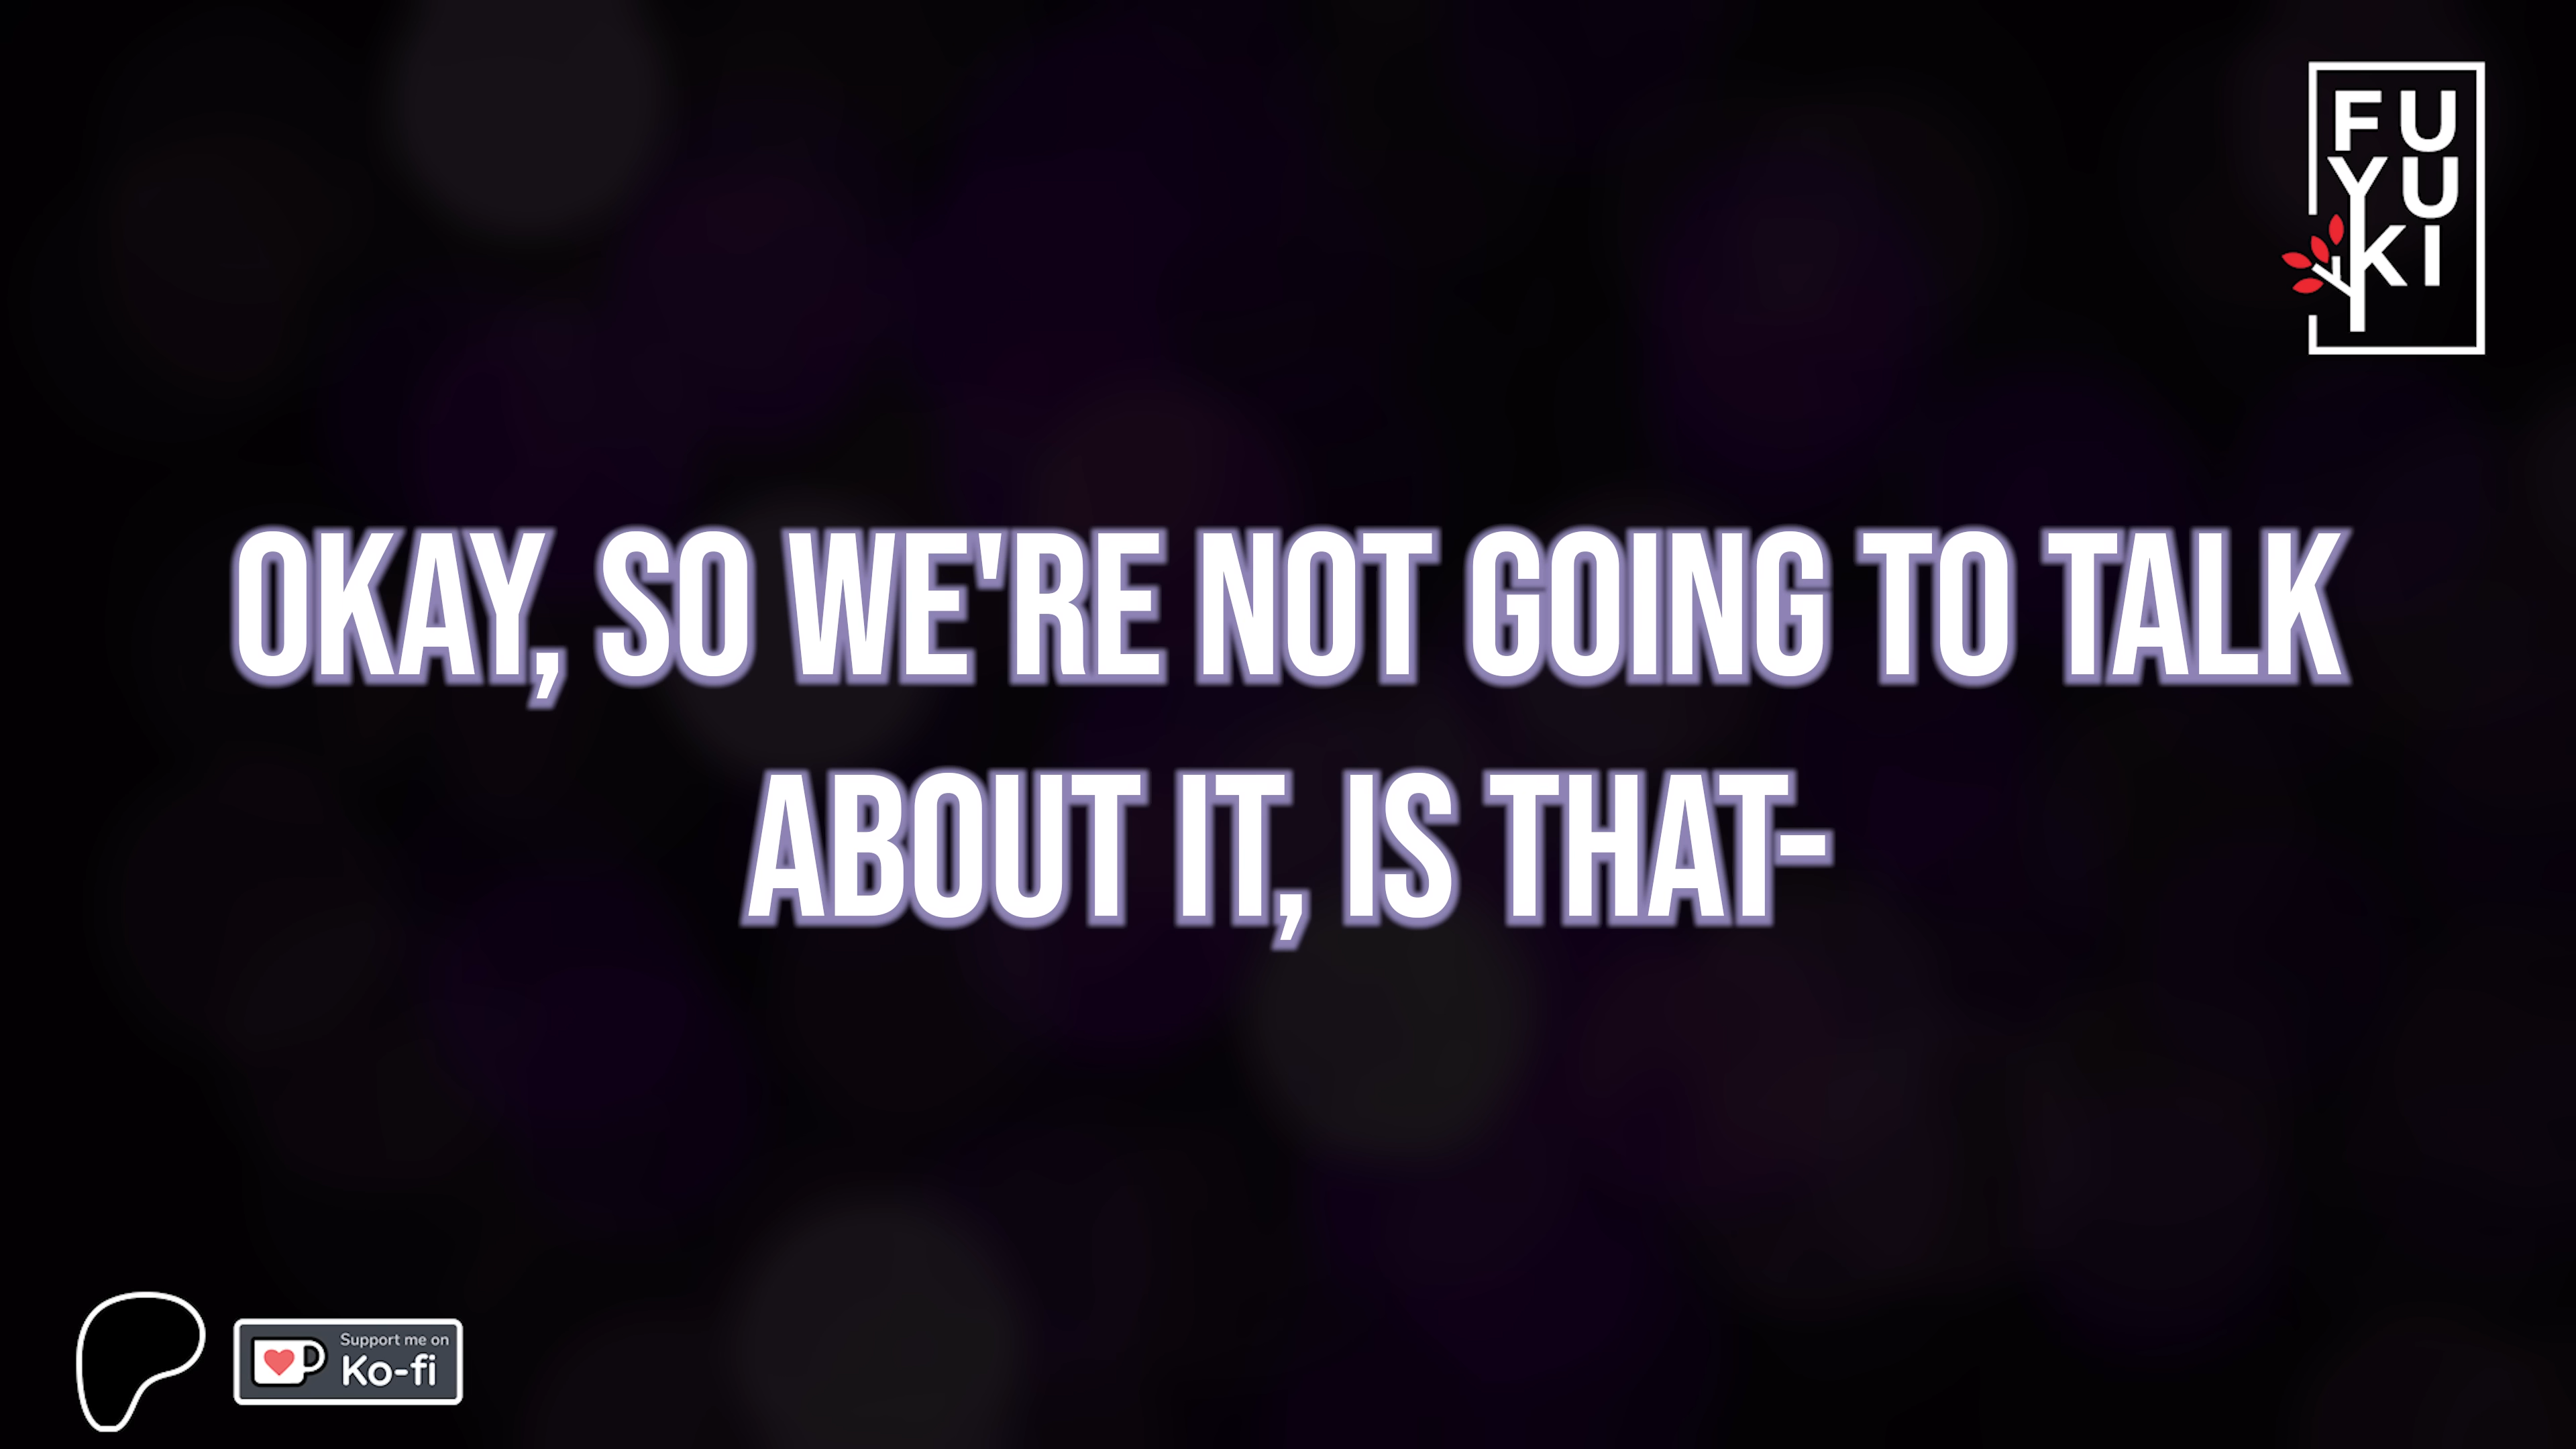 FU
YU
KI
OKAY, SO WE'RE NOT GOING TO TALK
ABOUT IT, IS THAT-
Support me on
Ko-fi